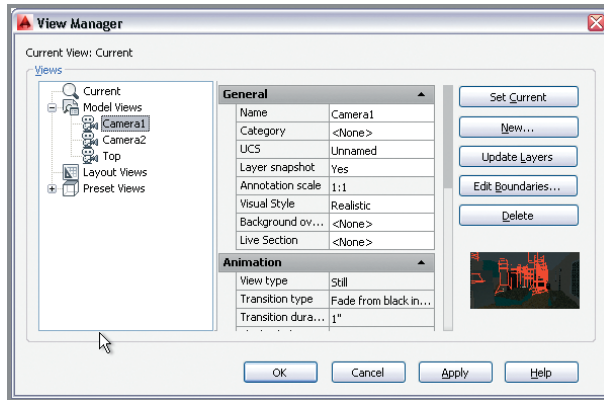 View Manager
Current View: Current
Views
Current
Model Views
Camera1
Camera2
Top
Layout Views
Preset Views
General
Name Camera1
Category <None>
UCS Unnamed
Layer snapshot Yes
Annotation scale 1:1
Visual Style Realistic
Background ov... <None>
Live Section <None>
Animation
View type Still
Transition type Fade from black in...
Transition dura... 1"
Set Current
New...
Update Layers
Edit Boundaries...
Delete
OK Cancel Apply Help